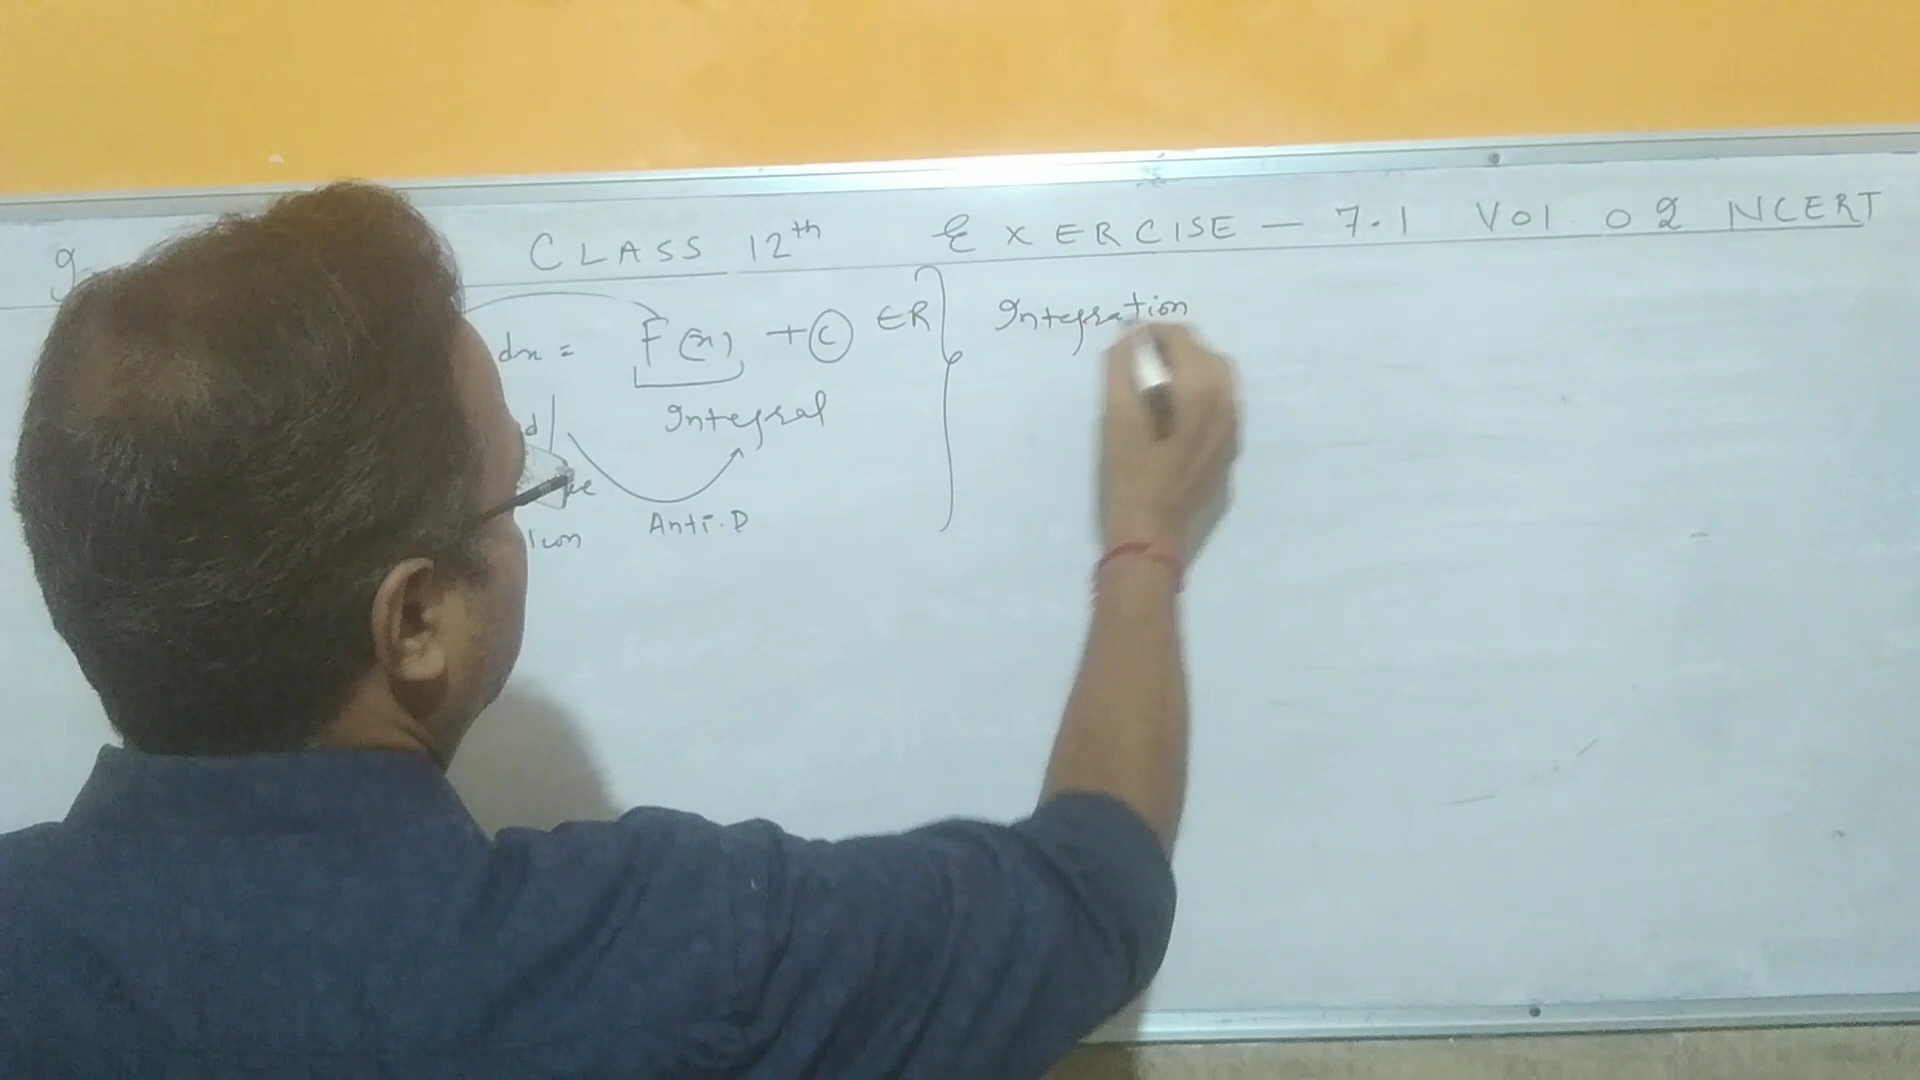 CLASS 12th EXERCISE - 7.1 VOL 02 NCERT
dx = F(x) + C ∈ R } Integration
Integral
Anti. D